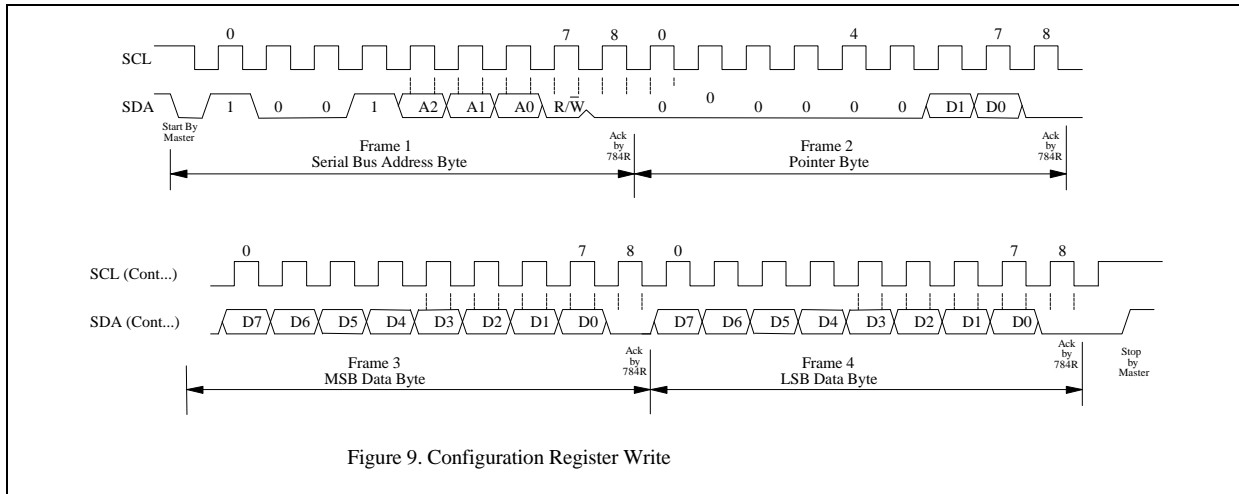 0 7 8 0 4 7 8
SCL
SDA 1 0 0 1 A2 A1 A0 R/W̅ 0 0 0 0 0 0 D1 D0
Start By
Master
Frame 1
Serial Bus Address Byte
Ack
by
784R
Frame 2
Pointer Byte
Ack
by
784R
0 7 8 0 7 8
SCL (Cont...)
SDA (Cont...) D7 D6 D5 D4 D3 D2 D1 D0 D7 D6 D5 D4 D3 D2 D1 D0
Frame 3
MSB Data Byte
Ack
by
784R
Frame 4
LSB Data Byte
Ack
by
784R
Stop
by
Master
Figure 9. Configuration Register Write